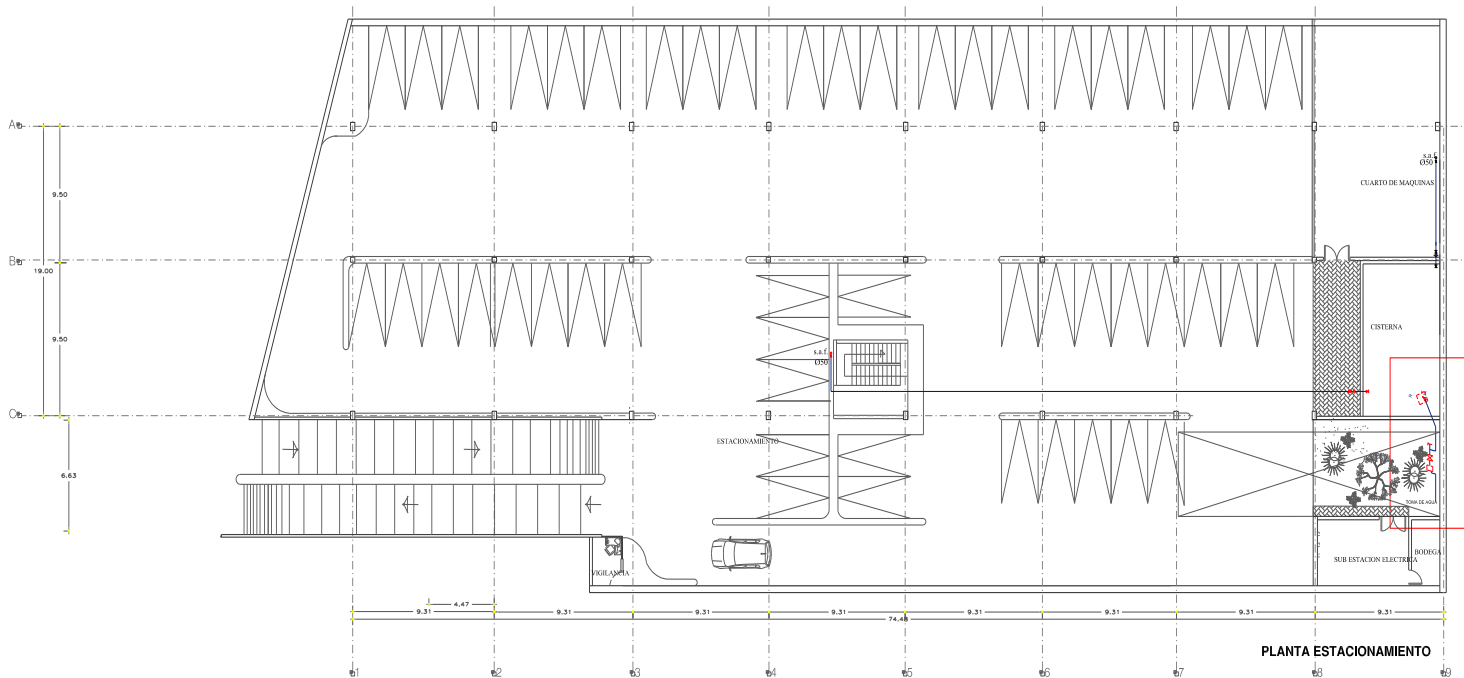 A
s.a.f.
Ø50
CUARTO DE MAQUINAS
9.50
B
19.00
CISTERNA
9.50
s.a.f.
Ø50
C
ESTACIONAMIENTO
6.63
TOMA DE AGUA
VIGILANCIA
SUB ESTACION ELECTRICA
BODEGA
4.47
9.31
9.31
9.31
9.31
9.31
9.31
9.31
9.31
74.48
PLANTA ESTACIONAMIENTO
1
2
3
4
5
6
7
8
9